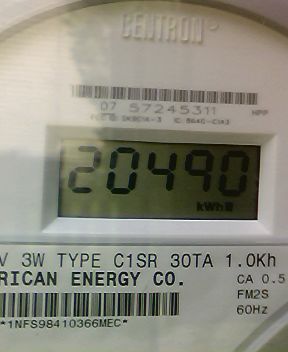 CENTRON®
07 57245311 HPP
20490
kWh
V 3W TYPE C1SR 30TA 1.0Kh
RICAN ENERGY CO. CA 0.5
FM2S
60Hz
*1NFS98410366MEC*